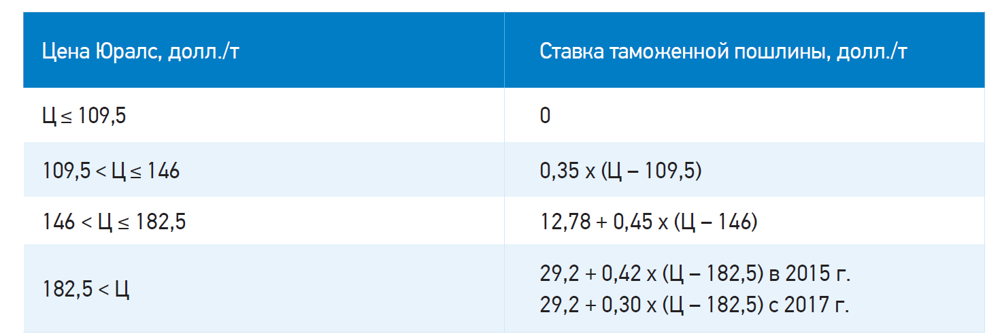 Цена Юралс, долл./т
Ставка таможенной пошлины, долл./т
Ц ≤ 109,5
0
109,5 < Ц ≤ 146
0,35 х (Ц – 109,5)
146 < Ц ≤ 182,5
12,78 + 0,45 х (Ц – 146)
182,5 < Ц
29,2 + 0,42 х (Ц – 182,5) в 2015 г.
29,2 + 0,30 х (Ц – 182,5) с 2017 г.